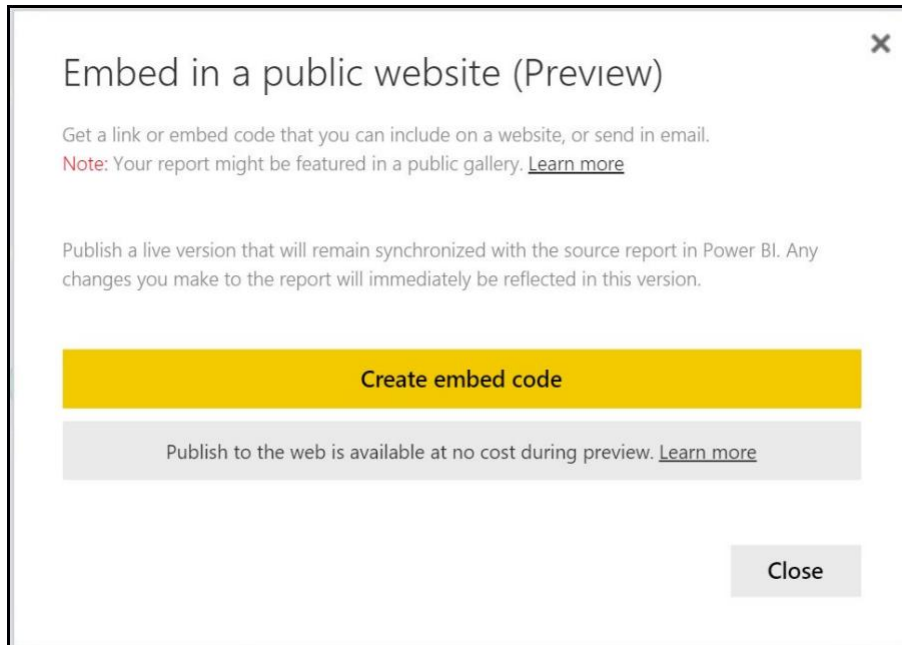 Embed in a public website (Preview)
Get a link or embed code that you can include on a website, or send in email.
Note: Your report might be featured in a public gallery. Learn more
Publish a live version that will remain synchronized with the source report in Power BI. Any
changes you make to the report will immediately be reflected in this version.
Create embed code
Publish to the web is available at no cost during preview. Learn more
Close